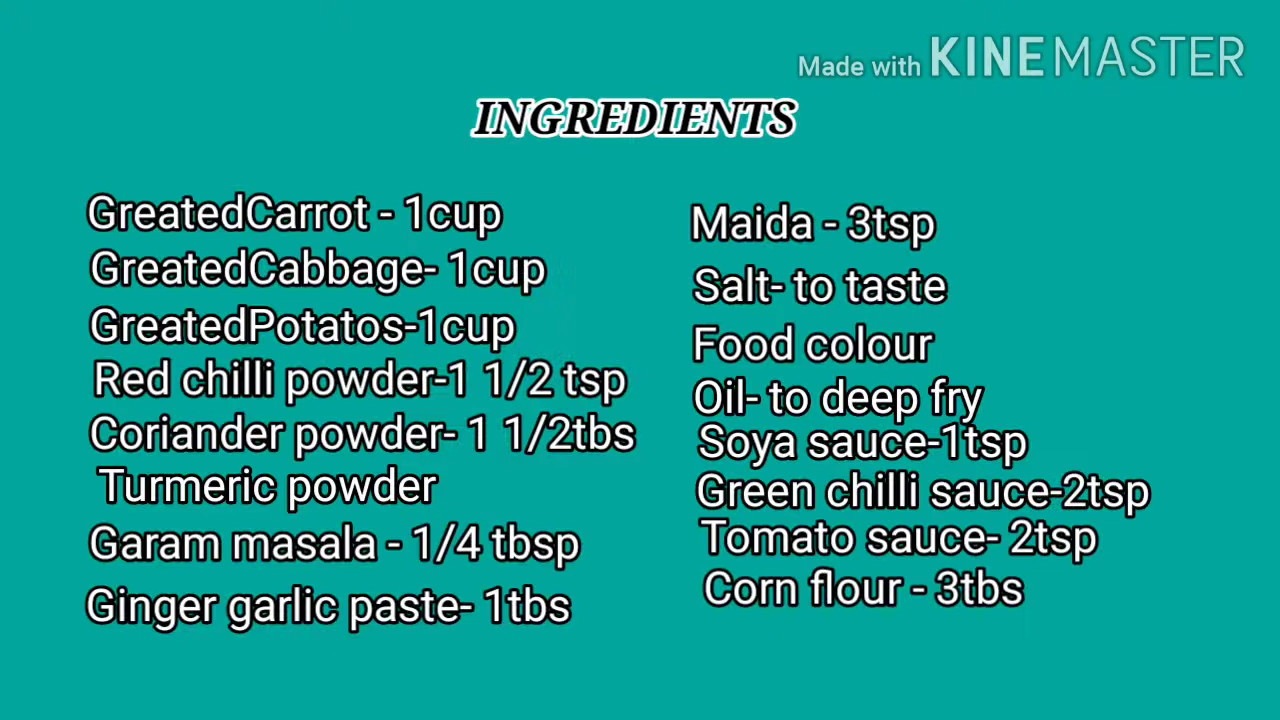 Made with KINEMASTER
INGREDIENTS
GreatedCarrot - 1cup
GreatedCabbage- 1cup
GreatedPotatos-1cup
Red chilli powder-1 1/2 tsp
Coriander powder- 1 1/2tbs
Turmeric powder
Garam masala - 1/4 tbsp
Ginger garlic paste- 1tbs
Maida - 3tsp
Salt- to taste
Food colour
Oil- to deep fry
Soya sauce-1tsp
Green chilli sauce-2tsp
Tomato sauce- 2tsp
Corn flour - 3tbs